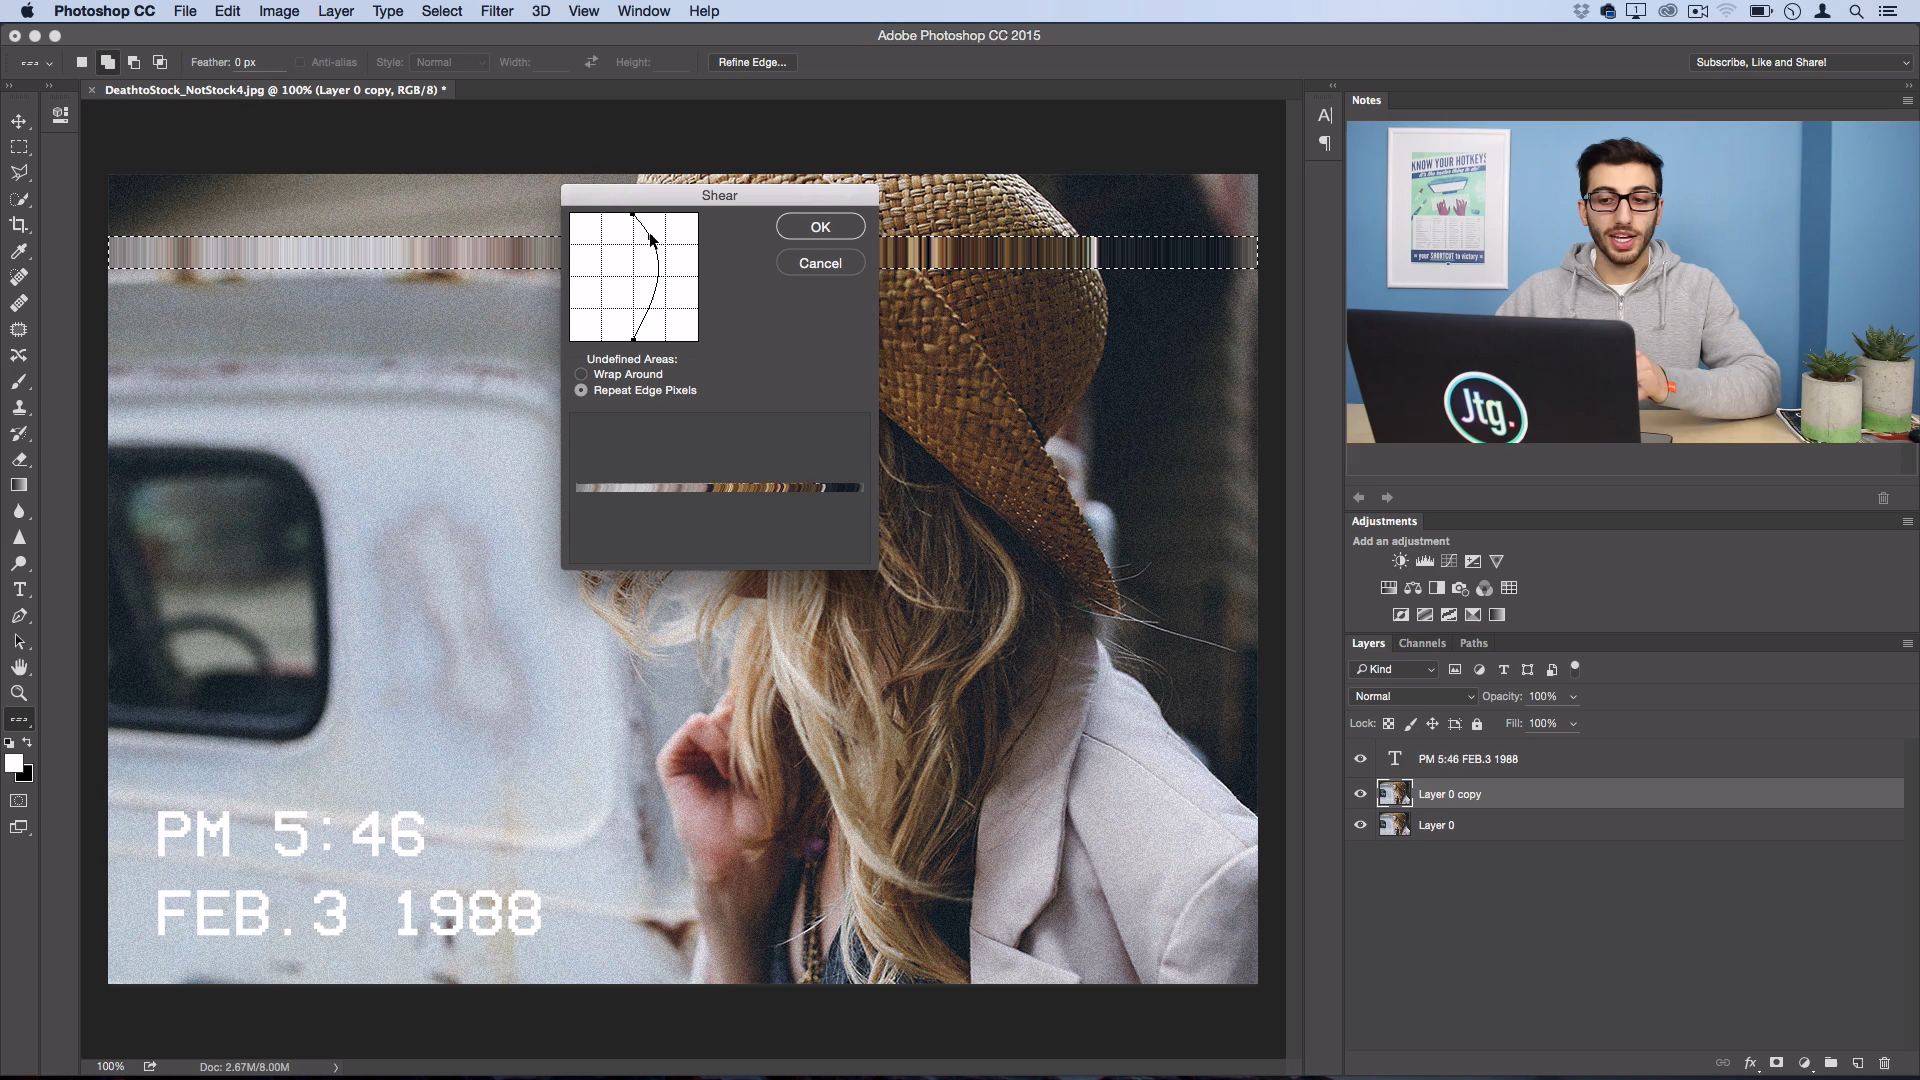 Photoshop CC File Edit Image Layer Type Select Filter 3D View Window Help
Adobe Photoshop CC 2015
Feather: 0 px Anti-alias Style: Normal Width: Height: Refine Edge... Subscribe, Like and Share!
DeathtoStock_NotStock4.jpg @ 100% (Layer 0 copy, RGB/8) *
Notes
KNOW YOUR HOTKEYS
your SHORTCUT to victory
Jtg.
Shear
OK
Cancel
Undefined Areas:
Wrap Around
Repeat Edge Pixels
Adjustments
Add an adjustment
Layers Channels Paths
Kind
Normal Opacity: 100%
Lock: Fill: 100%
PM 5:46 FEB.3 1988
Layer 0 copy
Layer 0
PM 5:46
FEB.3 1988
100% Doc: 2.67M/8.00M